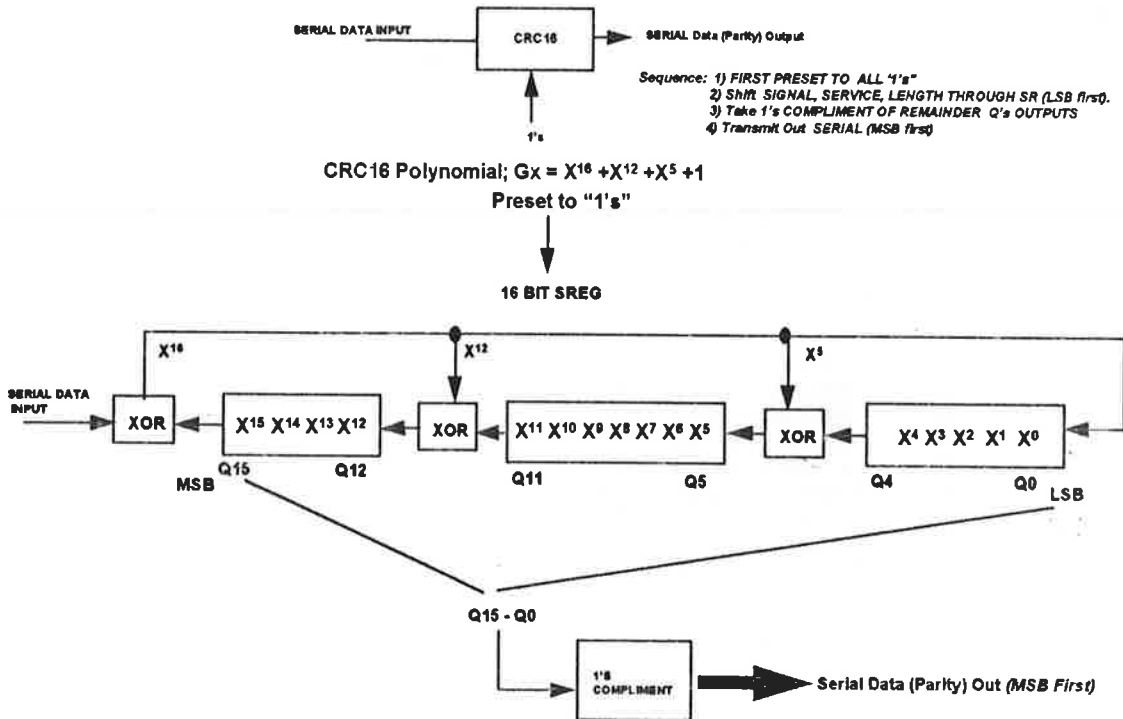 SERIAL DATA INPUT
CRC16
SERIAL Data (Parity) Output
1's
Sequence: 1) FIRST PRESET TO ALL "1's"
2) Shift SIGNAL, SERVICE, LENGTH THROUGH SR (LSB first).
3) Take 1's COMPLIMENT OF REMAINDER Q's OUTPUTS
4) Transmit Out SERIAL (MSB first)
CRC16 Polynomial; Gx = X¹⁶ +X¹² +X⁵ +1
Preset to "1's"
16 BIT SREG
X¹⁶
X¹²
X⁵
SERIAL DATA
INPUT
XOR
X¹⁵ X¹⁴ X¹³ X¹²
XOR
X¹¹ X¹⁰ X⁹ X⁸ X⁷ X⁶ X⁵
XOR
X⁴ X³ X² X¹ X⁰
Q15
Q12
Q11
Q5
Q4
Q0
MSB
LSB
Q15 - Q0
1'S
COMPLIMENT
Serial Data (Parity) Out (MSB First)